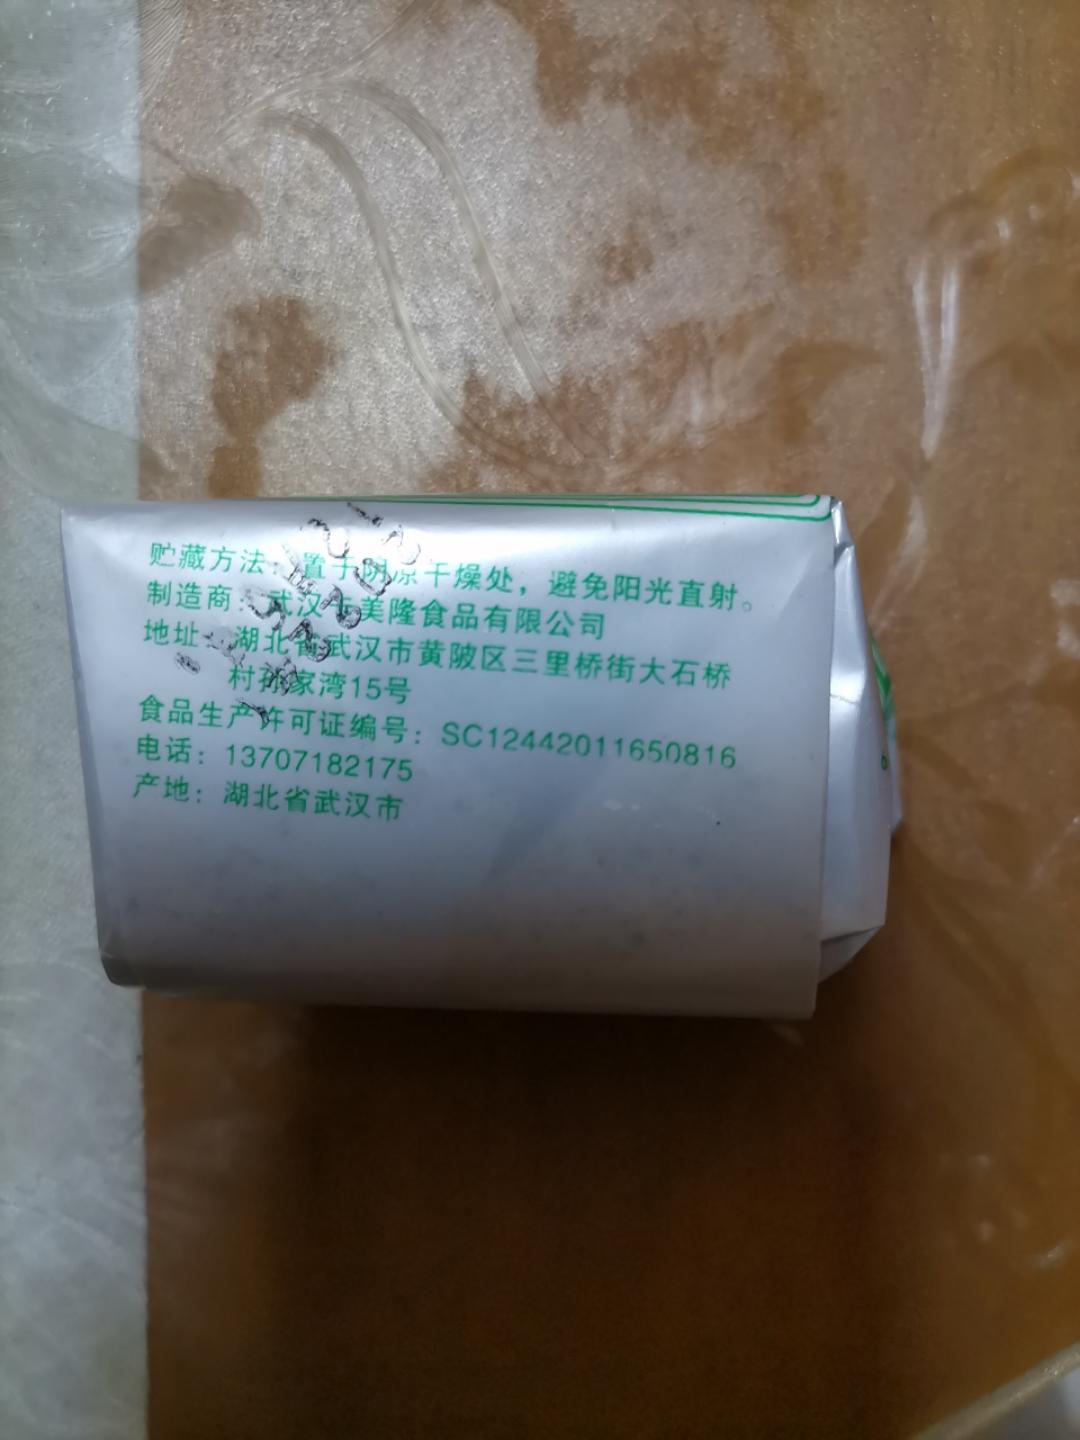 贮藏方法：置于阴凉干燥处，避免阳光直射。
制造商：武汉市美隆食品有限公司
地址：湖北省武汉市黄陂区三里桥街大石桥
村孙家湾15号
食品生产许可证编号：SC12442011650816
电话：13707182175
产地：湖北省武汉市